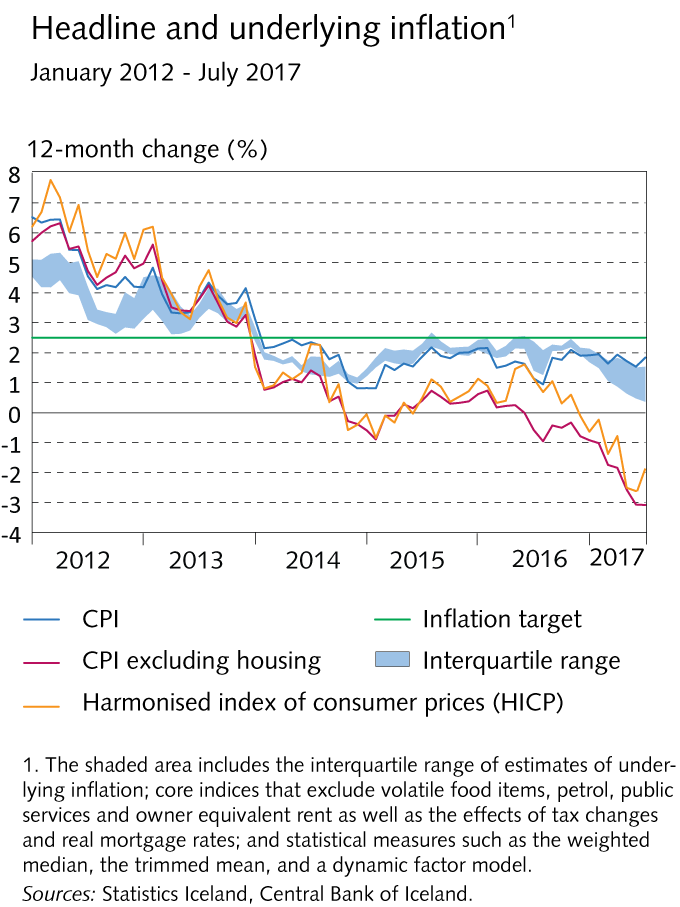 Headline and underlying inflation1
January 2012 - July 2017
12-month change (%)
8
7
6
5
4
3
2
1
0
-1
-2
-3
-4
2012 2013 2014 2015 2016 2017
CPI
Inflation target
CPI excluding housing
Interquartile range
Harmonised index of consumer prices (HICP)
1. The shaded area includes the interquartile range of estimates of under-
lying inflation; core indices that exclude volatile food items, petrol, public
services and owner equivalent rent as well as the effects of tax changes
and real mortgage rates; and statistical measures such as the weighted
median, the trimmed mean, and a dynamic factor model.
Sources: Statistics Iceland, Central Bank of Iceland.